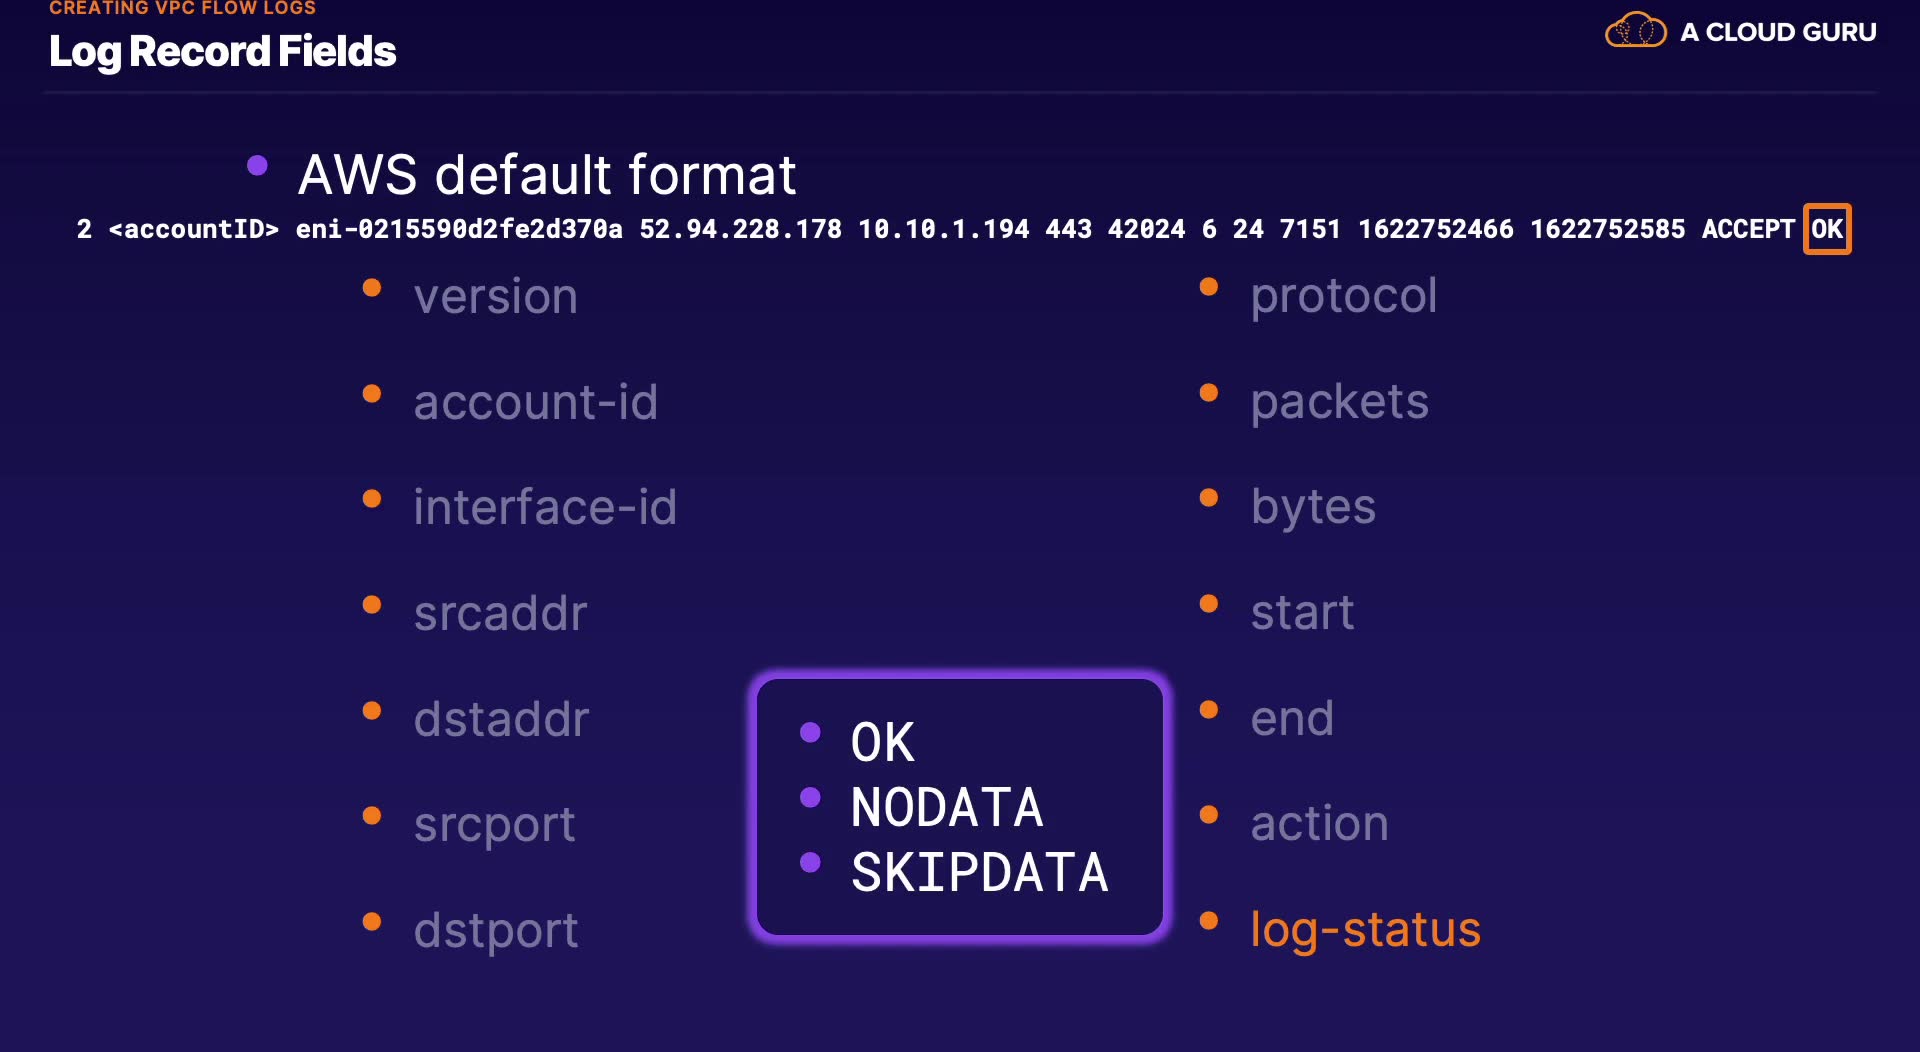 CREATING VPC FLOW LOGS
Log Record Fields
A CLOUD GURU
AWS default format
2 <accountID> eni-0215590d2fe2d370a 52.94.228.178 10.10.1.194 443 42024 6 24 7151 1622752466 1622752585 ACCEPT OK
version
account-id
interface-id
srcaddr
dstaddr
srcport
dstport
OK
NODATA
SKIPDATA
protocol
packets
bytes
start
end
action
log-status